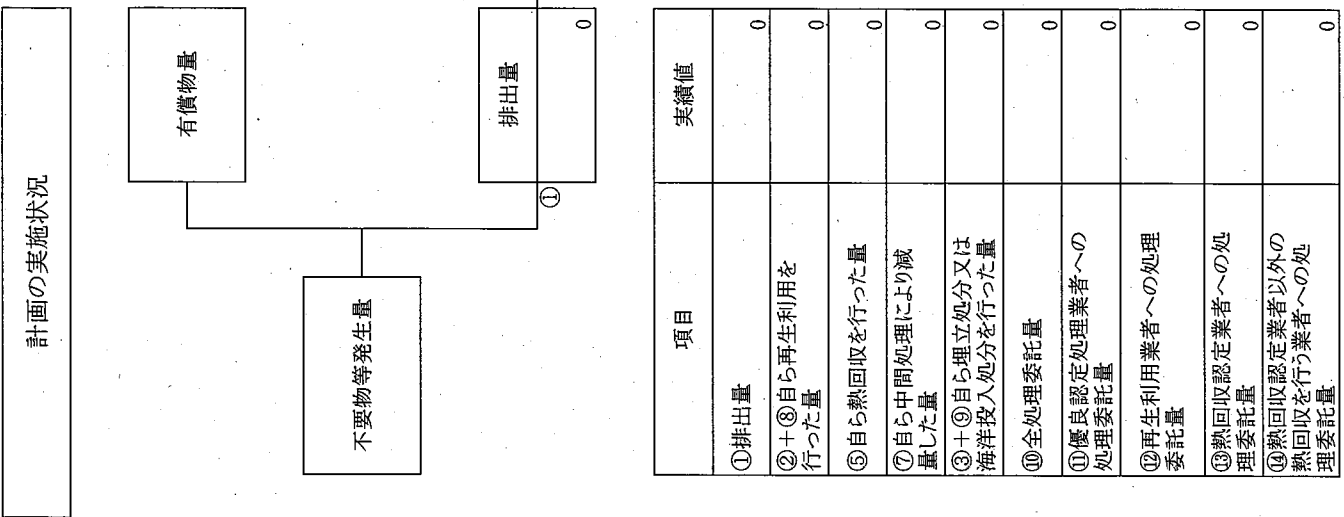 計画の実施状況
不要物等発生量
有償物量
①
排出量
0
項目
実績値
①排出量
0
②+⑧自ら再生利用を
行った量
0
⑤自ら熱回収を行った量
0
⑦自ら中間処理により減
量した量
0
③+⑨自ら埋立処分又は
海洋投入処分を行った量
0
⑩全処理委託量
0
⑪優良認定処理業者への
処理委託量
0
⑫再生利用業者への処理
委託量
0
⑬熱回収認定業者への処
理委託量
0
⑭熱回収認定業者以外の
熱回収を行う業者への処
理委託量
0